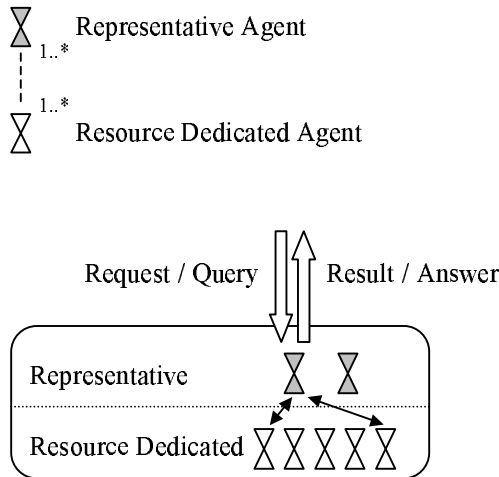 Representative Agent
1..*
1..*
Resource Dedicated Agent
Request / Query
Result / Answer
Representative
Resource Dedicated